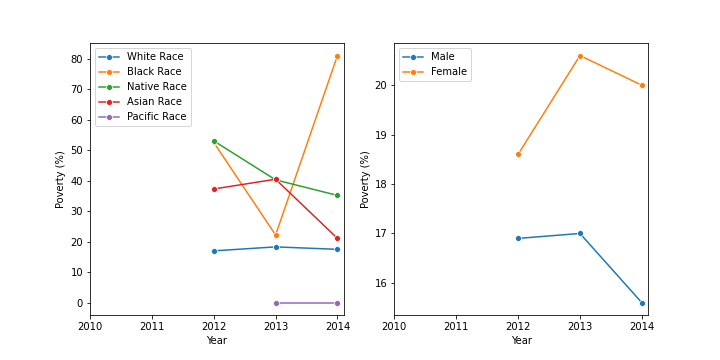 White Race
Black Race
Native Race
Asian Race
Pacific Race
80
70
60
50
40
30
20
10
0
Poverty (%)
2010 2011 2012 2013 2014
Year
Male
Female
20
19
18
17
16
Poverty (%)
2010 2011 2012 2013 2014
Year